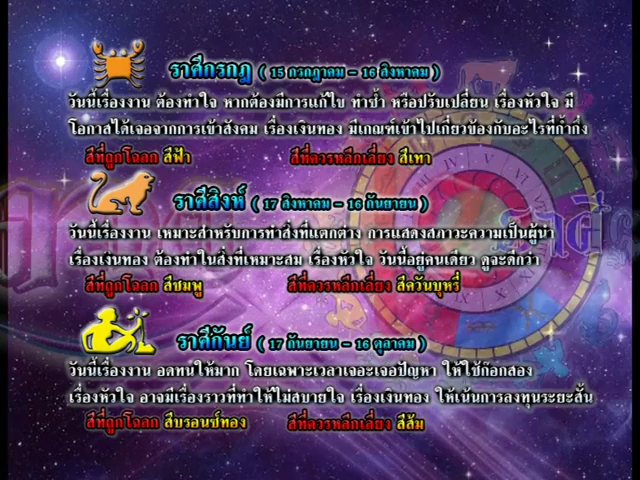 ราศีกรกฎ ( 15 กรกฎาคม - 16 สิงหาคม )
วันนี้เรื่องงาน ต้องทำใจ หากต้องมีการแก้ไข ทำซ้ำ หรือปรับเปลี่ยน เรื่องหัวใจ มี
โอกาสได้เจอจากการเข้าสังคม เรื่องเงินทอง มีเกณฑ์เข้าไปเกี่ยวข้องกับอะไรที่ก้ำกึ่ง
สีที่ถูกโฉลก สีฟ้า สีที่ควรหลีกเลี่ยง สีเทา
ราศีสิงห์ ( 17 สิงหาคม - 16 กันยายน )
วันนี้เรื่องงาน เหมาะสำหรับการทำสิ่งที่แตกต่าง การแสดงสภาวะความเป็นผู้นำ
เรื่องเงินทอง ต้องทำในสิ่งที่เหมาะสม เรื่องหัวใจ วันนี้อยู่คนเดียว ดูจะดีกว่า
สีที่ถูกโฉลก สีชมพู สีที่ควรหลีกเลี่ยง สีควันบุหรี่
ราศีกันย์ ( 17 กันยายน - 16 ตุลาคม )
วันนี้เรื่องงาน อดทนให้มาก โดยเฉพาะเวลาเจอะเจอปัญหา ให้ใช้ก๊อกสอง
เรื่องหัวใจ อาจมีเรื่องราวที่ทำให้ไม่สบายใจ เรื่องเงินทอง ให้เน้นการลงทุนระยะสั้น
สีที่ถูกโฉลก สีบรอนซ์ทอง สีที่ควรหลีกเลี่ยง สีส้ม